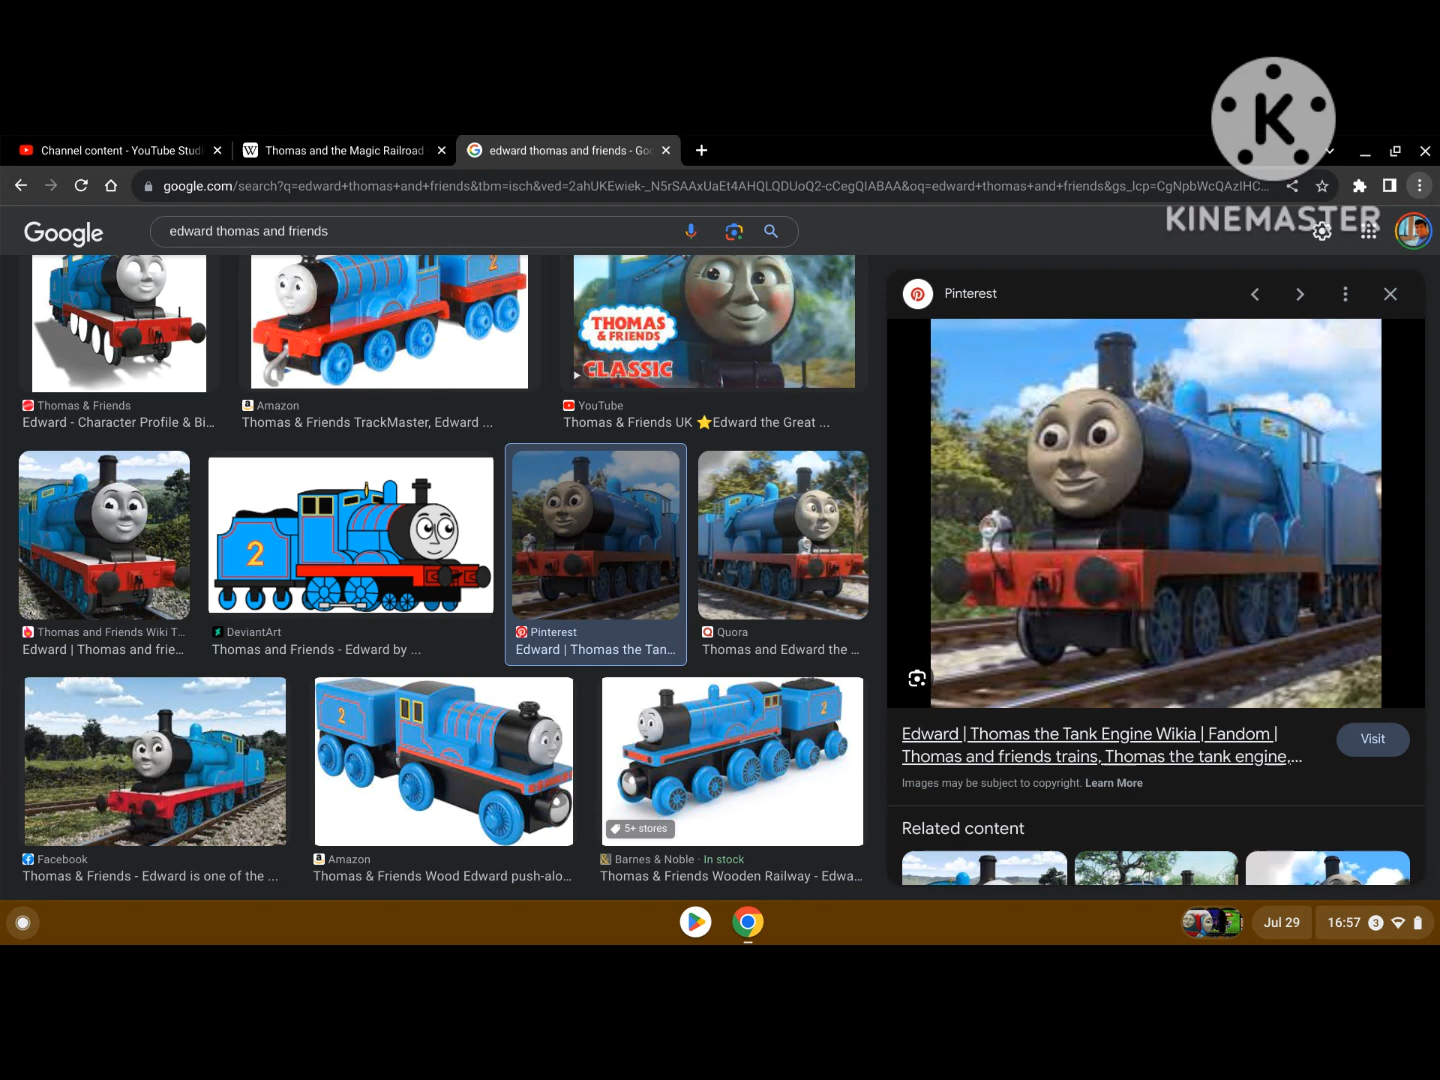 Channel content - YouTube Studi
Thomas and the Magic Railroad
edward thomas and friends - Goo
google.com/search?q=edward+thomas+and+friends&tbm=isch&ved=2ahUKEwiek-_N5rSAAxUaEt4AHQLQDUoQ2-cCegQIABAA&oq=edward+thomas+and+friends&gs_lcp=CgNpbWcQAzIHC...
K
KINEMASTER
Google
edward thomas and friends
2
THOMAS
& FRIENDS
CLASSIC
Thomas & Friends
Edward - Character Profile & Bi...
Amazon
Thomas & Friends TrackMaster, Edward ...
YouTube
Thomas & Friends UK ⭐Edward the Great ...
2
Thomas and Friends Wiki T...
Edward | Thomas and frie...
DeviantArt
Thomas and Friends - Edward by ...
Pinterest
Edward | Thomas the Tan...
Quora
Thomas and Edward the ...
2
2
2
5+ stores
Facebook
Thomas & Friends - Edward is one of the ...
Amazon
Thomas & Friends Wood Edward push-alo...
Barnes & Noble · In stock
Thomas & Friends Wooden Railway - Edwa...
Pinterest
Edward | Thomas the Tank Engine Wikia | Fandom |
Thomas and friends trains, Thomas the tank engine,...
Visit
Images may be subject to copyright. Learn More
Related content
Jul 29
16:57
3